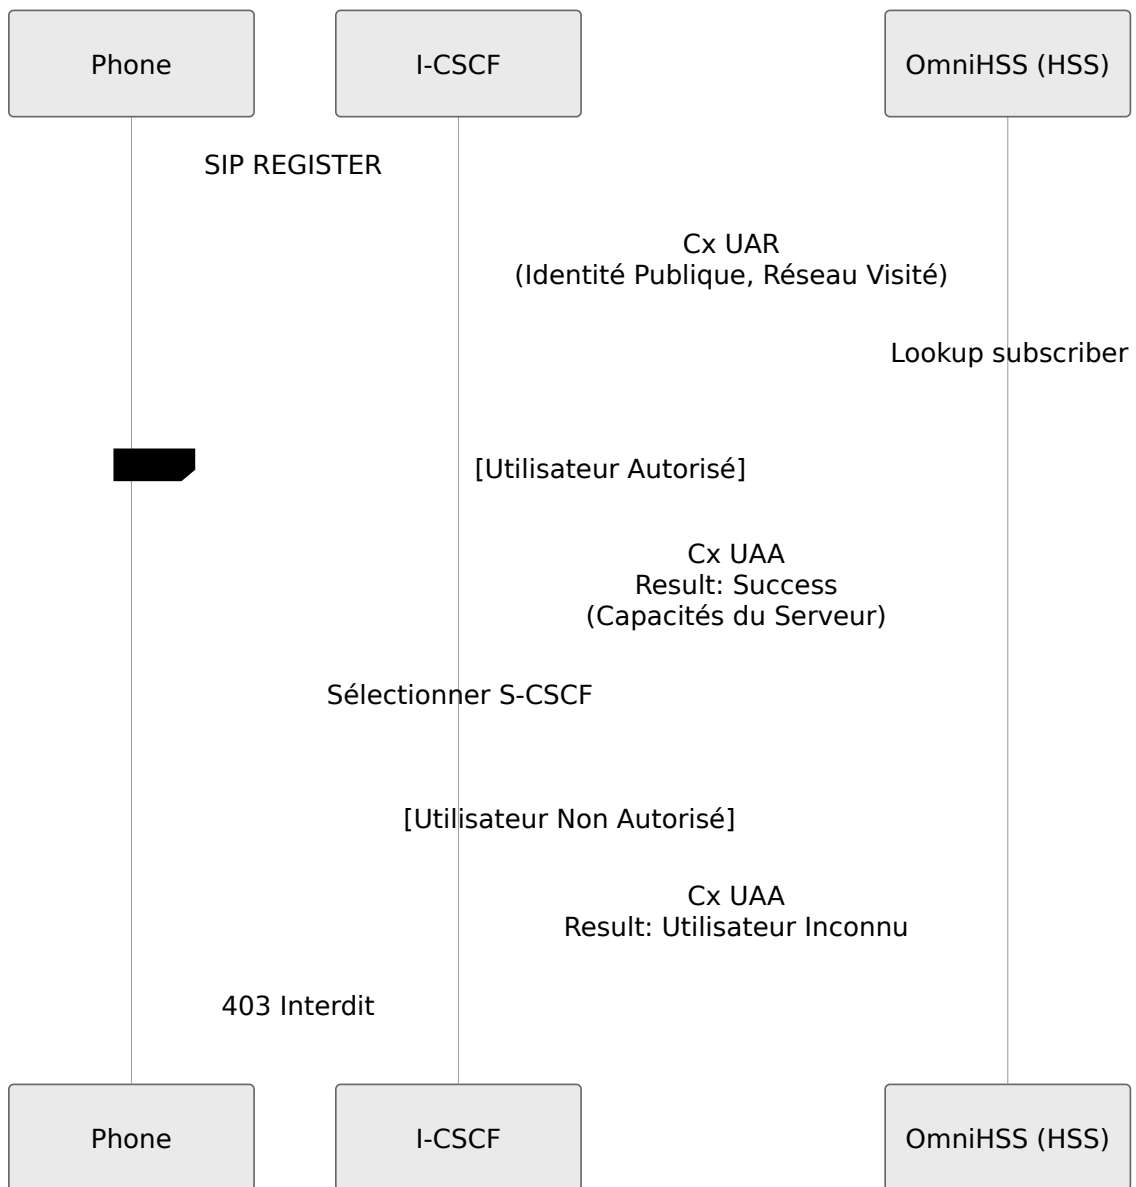 Phone
I-CSCF
OmniHSS (HSS)
SIP REGISTER
Cx UAR
(Identité Publique, Réseau Visité)
Lookup subscriber
[Utilisateur Autorisé]
Cx UAA
Result: Success
(Capacités du Serveur)
Sélectionner S-CSCF
[Utilisateur Non Autorisé]
Cx UAA
Result: Utilisateur Inconnu
403 Interdit
Phone
I-CSCF
OmniHSS (HSS)